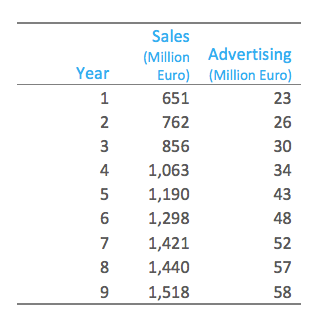 Sales
(Million Advertising
Year Euro) (Million Euro)
1 651 23
2 762 26
3 856 30
4 1,063 34
5 1,190 43
6 1,298 48
7 1,421 52
8 1,440 57
9 1,518 58